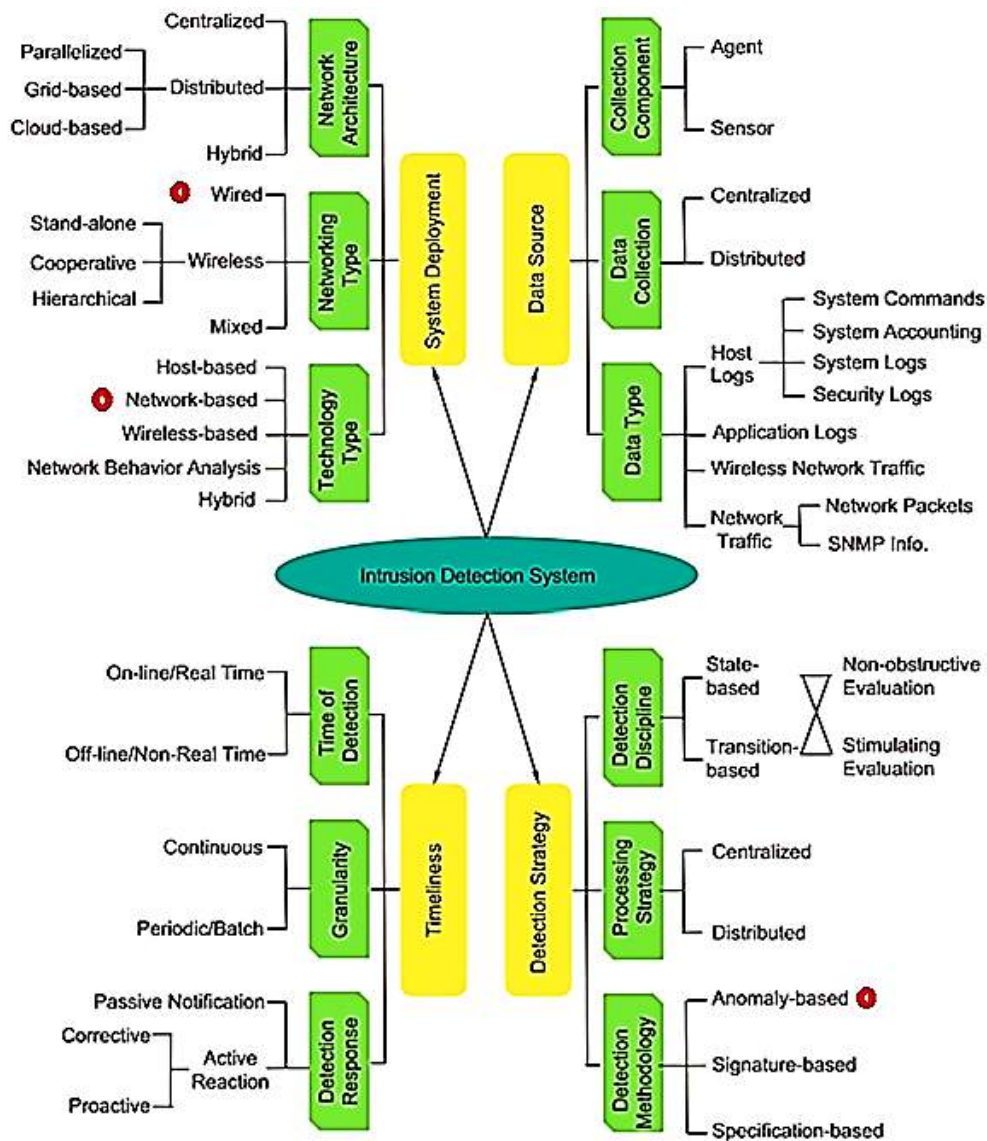 Centralized
Parallelized
Grid-based
Cloud-based
Distributed
Hybrid
Network
Architecture
Wired
Stand-alone
Cooperative
Hierarchical
Wireless
Mixed
Networking
Type
Host-based
Network-based
Wireless-based
Network Behavior Analysis
Hybrid
Technology
Type
System Deployment
Data Source
Collection
Component
Agent
Sensor
Data
Collection
Centralized
Distributed
Data Type
Host
Logs
System Commands
System Accounting
System Logs
Security Logs
Application Logs
Wireless Network Traffic
Network
Traffic
Network Packets
SNMP Info.
Intrusion Detection System
On-line/Real Time
Off-line/Non-Real Time
Time of
Detection
Continuous
Periodic/Batch
Granularity
Passive Notification
Corrective
Proactive
Active
Reaction
Detection
Response
Timeliness
Detection Strategy
Detection
Discipline
State-
based
Transition-
based
Non-obstructive
Evaluation
Stimulating
Evaluation
Processing
Strategy
Centralized
Distributed
Detection
Methodology
Anomaly-based
Signature-based
Specification-based